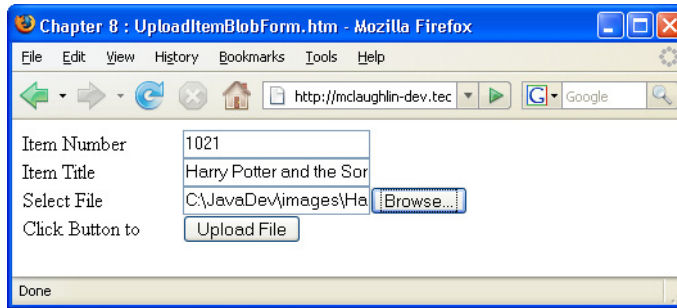 Chapter 8 : UploadItemBlobForm.htm - Mozilla Firefox
File Edit View History Bookmarks Tools Help
http://mclaughlin-dev.tec G Google
Item Number 1021
Item Title Harry Potter and the Sor
Select File C:\JavaDev\images\Ha Browse...
Click Button to Upload File
Done